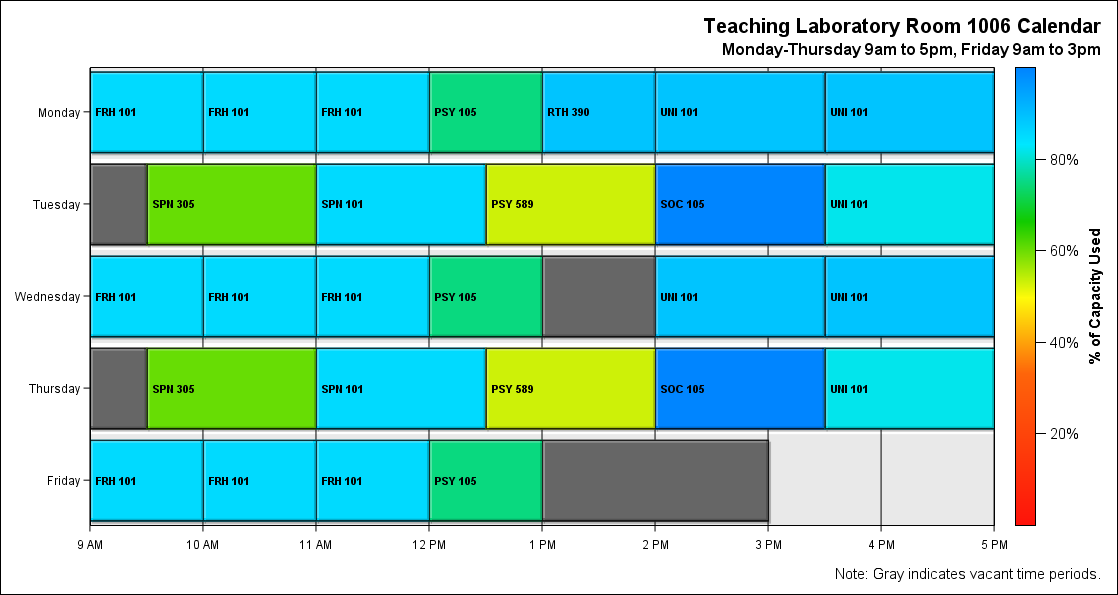 Teaching Laboratory Room 1006 Calendar
Monday-Thursday 9am to 5pm, Friday 9am to 3pm
Monday FRH 101 FRH 101 FRH 101 PSY 105 RTH 390 UNI 101 UNI 101
80%
Tuesday SPN 305 SPN 101 PSY 589 SOC 105 UNI 101
60%
Wednesday FRH 101 FRH 101 FRH 101 PSY 105 UNI 101 UNI 101
% of Capacity Used
40%
Thursday SPN 305 SPN 101 PSY 589 SOC 105 UNI 101
20%
Friday FRH 101 FRH 101 FRH 101 PSY 105
9 AM 10 AM 11 AM 12 PM 1 PM 2 PM 3 PM 4 PM 5 PM
Note: Gray indicates vacant time periods.